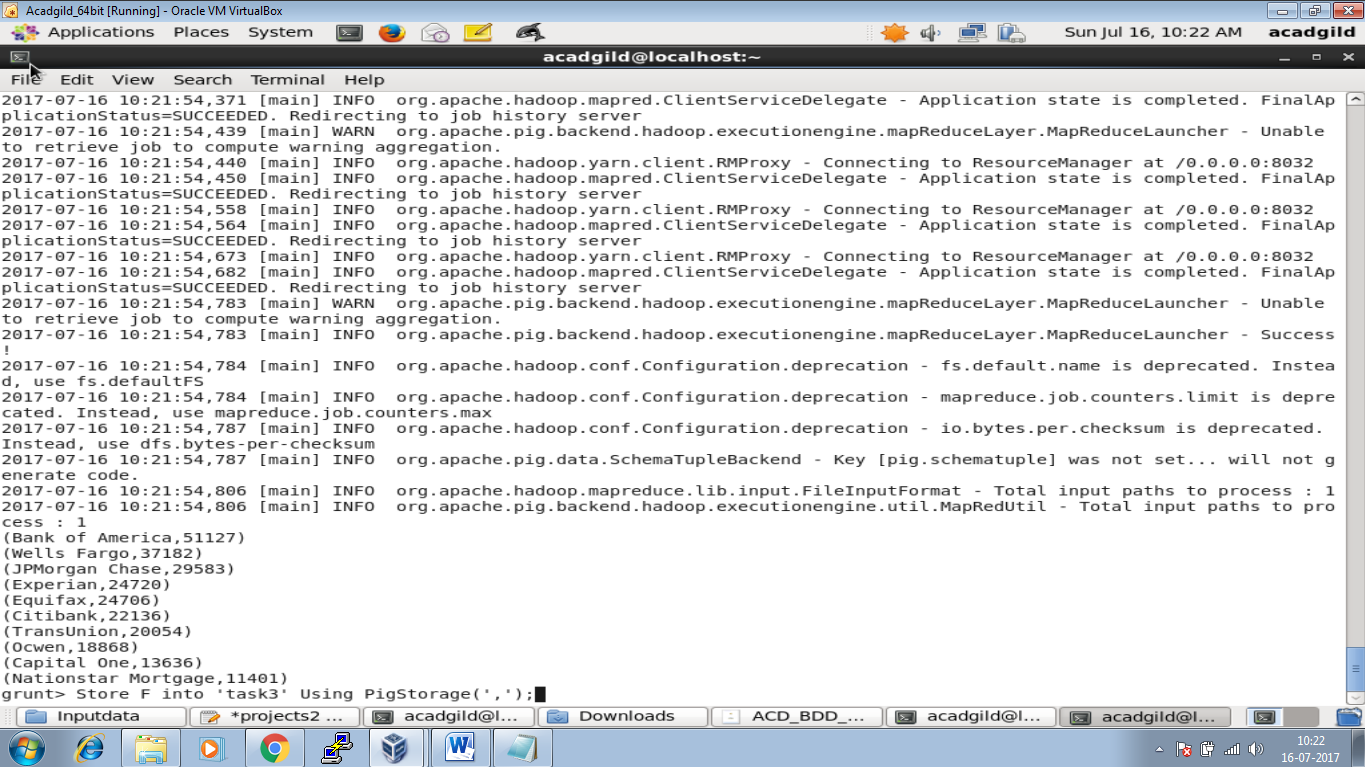 Acadgild_64bit [Running] - Oracle VM VirtualBox
Applications Places System Sun Jul 16, 10:22 AM acadgild
acadgild@localhost:~
File Edit View Search Terminal Help
2017-07-16 10:21:54,371 [main] INFO  org.apache.hadoop.mapred.ClientServiceDelegate - Application state is completed. FinalAp
plicationStatus=SUCCEEDED. Redirecting to job history server
2017-07-16 10:21:54,439 [main] WARN  org.apache.pig.backend.hadoop.executionengine.mapReduceLayer.MapReduceLauncher - Unable
to retrieve job to compute warning aggregation.
2017-07-16 10:21:54,440 [main] INFO  org.apache.hadoop.yarn.client.RMProxy - Connecting to ResourceManager at /0.0.0.0:8032
2017-07-16 10:21:54,450 [main] INFO  org.apache.hadoop.mapred.ClientServiceDelegate - Application state is completed. FinalAp
plicationStatus=SUCCEEDED. Redirecting to job history server
2017-07-16 10:21:54,558 [main] INFO  org.apache.hadoop.yarn.client.RMProxy - Connecting to ResourceManager at /0.0.0.0:8032
2017-07-16 10:21:54,564 [main] INFO  org.apache.hadoop.mapred.ClientServiceDelegate - Application state is completed. FinalAp
plicationStatus=SUCCEEDED. Redirecting to job history server
2017-07-16 10:21:54,673 [main] INFO  org.apache.hadoop.yarn.client.RMProxy - Connecting to ResourceManager at /0.0.0.0:8032
2017-07-16 10:21:54,682 [main] INFO  org.apache.hadoop.mapred.ClientServiceDelegate - Application state is completed. FinalAp
plicationStatus=SUCCEEDED. Redirecting to job history server
2017-07-16 10:21:54,783 [main] WARN  org.apache.pig.backend.hadoop.executionengine.mapReduceLayer.MapReduceLauncher - Unable
to retrieve job to compute warning aggregation.
2017-07-16 10:21:54,783 [main] INFO  org.apache.pig.backend.hadoop.executionengine.mapReduceLayer.MapReduceLauncher - Success
!
2017-07-16 10:21:54,784 [main] INFO  org.apache.hadoop.conf.Configuration.deprecation - fs.default.name is deprecated. Instea
d, use fs.defaultFS
2017-07-16 10:21:54,784 [main] INFO  org.apache.hadoop.conf.Configuration.deprecation - mapreduce.job.counters.limit is depre
cated. Instead, use mapreduce.job.counters.max
2017-07-16 10:21:54,787 [main] INFO  org.apache.hadoop.conf.Configuration.deprecation - io.bytes.per.checksum is deprecated.
Instead, use dfs.bytes-per-checksum
2017-07-16 10:21:54,787 [main] INFO  org.apache.pig.data.SchemaTupleBackend - Key [pig.schematuple] was not set... will not g
enerate code.
2017-07-16 10:21:54,806 [main] INFO  org.apache.hadoop.mapreduce.lib.input.FileInputFormat - Total input paths to process : 1
2017-07-16 10:21:54,806 [main] INFO  org.apache.pig.backend.hadoop.executionengine.util.MapRedUtil - Total input paths to pro
cess : 1
(Bank of America,51127)
(Wells Fargo,37182)
(JPMorgan Chase,29583)
(Experian,24720)
(Equifax,24706)
(Citibank,22136)
(TransUnion,20054)
(Ocwen,18868)
(Capital One,13636)
(Nationstar Mortgage,11401)
grunt> Store F into 'task3' Using PigStorage(',');
Inputdata *projects2 ... acadgild@l... Downloads ACD_BDD_... acadgild@l... acadgild@l...
10:22
16-07-2017